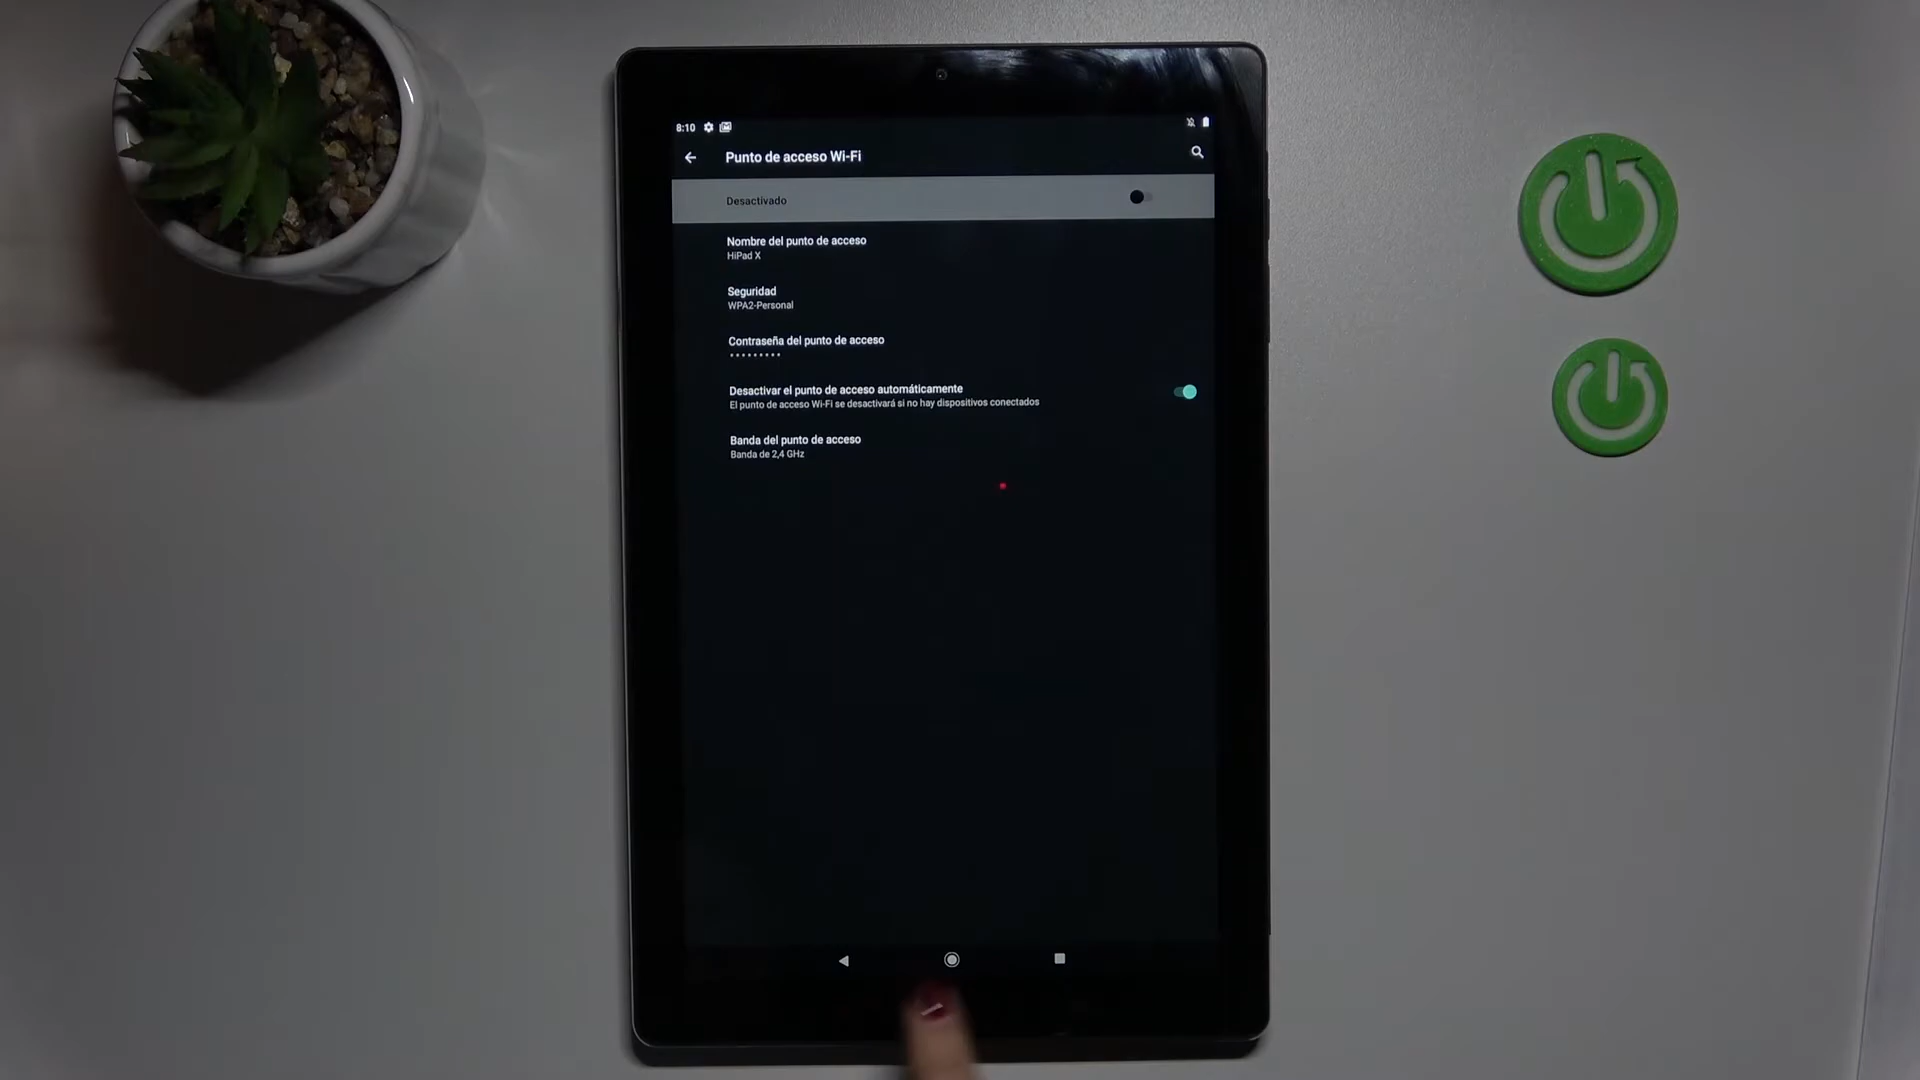 8:10
Punto de acceso Wi-Fi
Desactivado
Nombre del punto de acceso
HiPad X
Seguridad
WPA2-Personal
Contraseña del punto de acceso
•••••••••
Desactivar el punto de acceso automáticamente
El punto de acceso Wi-Fi se desactivará si no hay dispositivos conectados
Banda del punto de acceso
Banda de 2,4 GHz